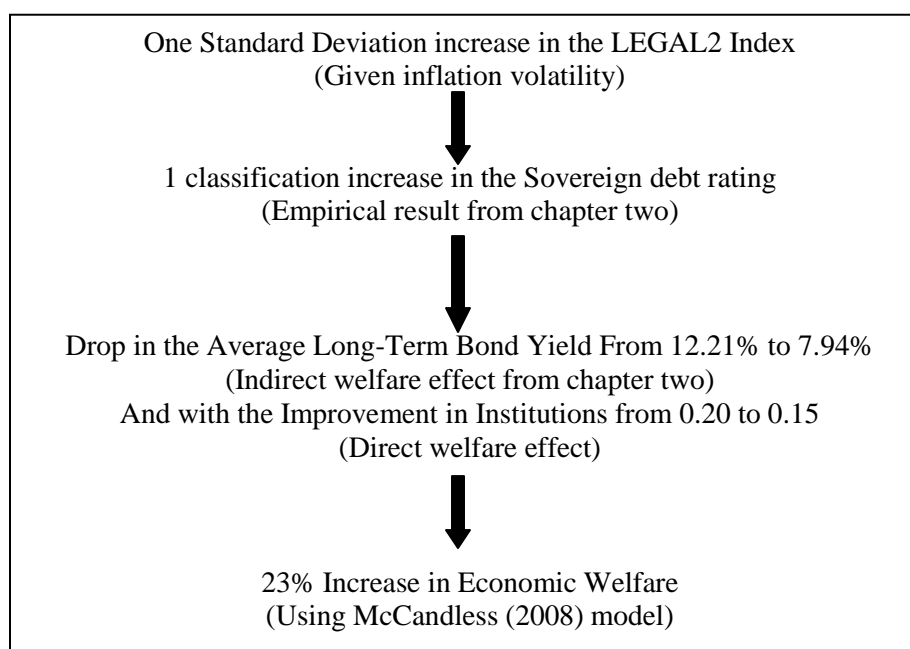 One Standard Deviation increase in the LEGAL2 Index
(Given inflation volatility)
1 classification increase in the Sovereign debt rating
(Empirical result from chapter two)
Drop in the Average Long-Term Bond Yield From 12.21% to 7.94%
(Indirect welfare effect from chapter two)
And with the Improvement in Institutions from 0.20 to 0.15
(Direct welfare effect)
23% Increase in Economic Welfare
(Using McCandless (2008) model)